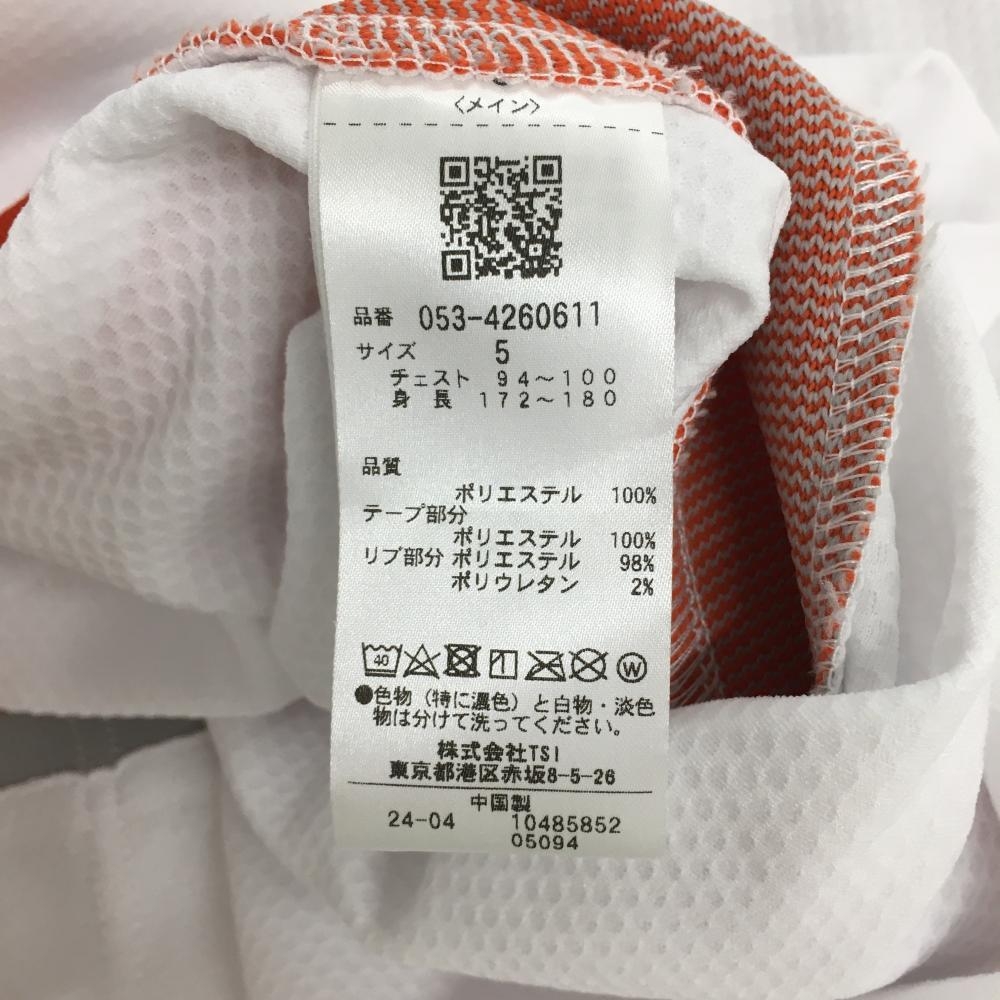 〈メイン〉
品番 053-4260611
サイズ 5
チェスト 94～100
身長 172～180
品質
ポリエステル 100%
テープ部分
ポリエステル 100%
リブ部分 ポリエステル 98%
ポリウレタン 2%
40 W
●色物（特に濃色）と白物・淡色
物は分けて洗ってください。
株式会社TSI
東京都港区赤坂8-5-26
中国製
24-04 10485852
05094